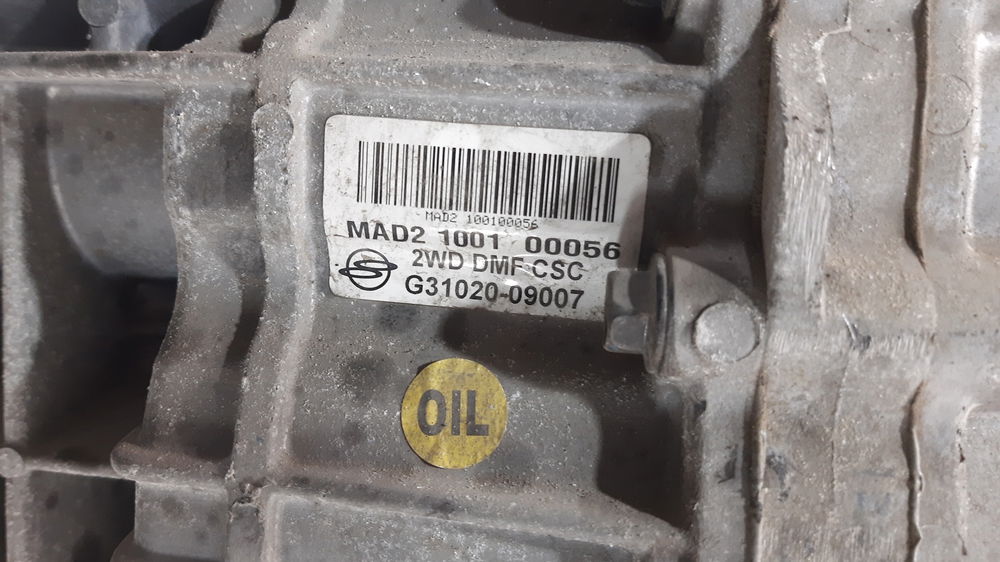 MAD2 100100056
MAD2 1001 00056
2WD DMF CSC
G31020-09007
OIL